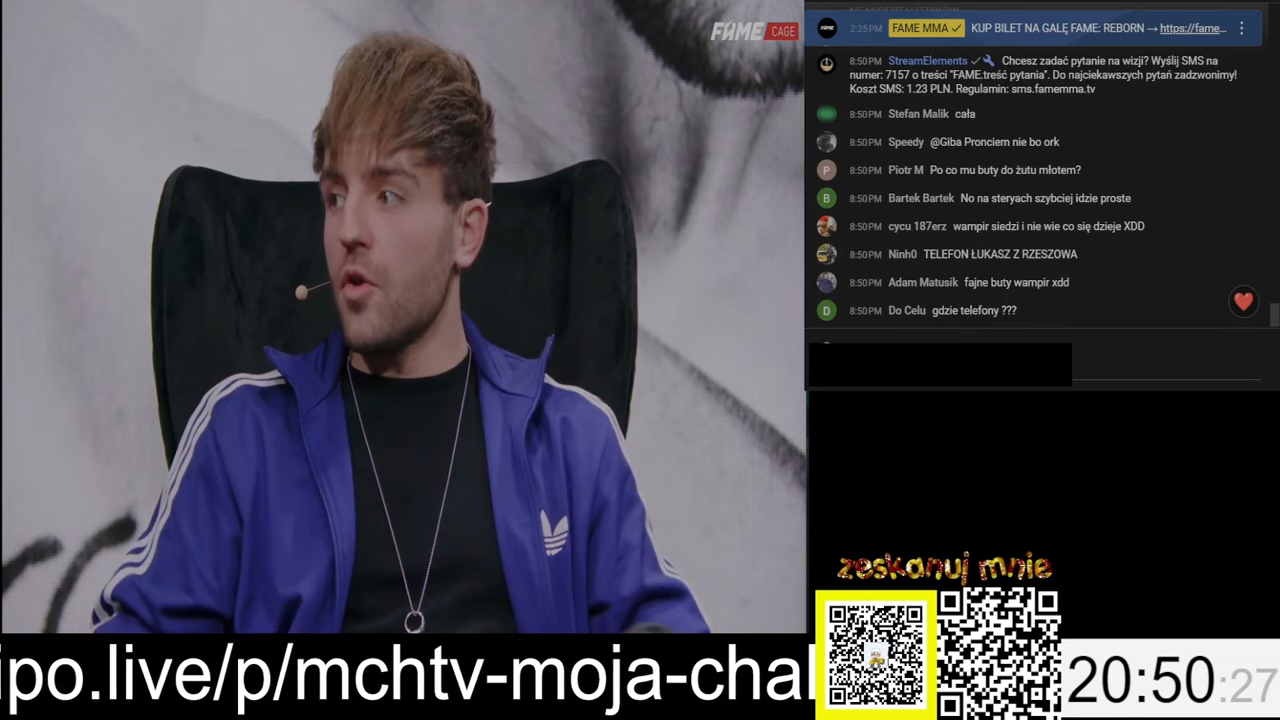 FAME CAGE
2:25PM FAME MMA KUP BILET NA GALĘ FAME: REBORN → https://fame...
8:50PM StreamElements Chcesz zadać pytanie na wizji? Wyślij SMS na
numer: 7157 o treści "FAME.treść pytania". Do najciekawszych pytań zadzwonimy!
Koszt SMS: 1.23 PLN. Regulamin: sms.famemma.tv
8:50PM Stefan Malik cała
8:50PM Speedy @Giba Pronciem nie bo ork
P 8:50PM Piotr M Po co mu buty do żutu młotem?
B 8:50PM Bartek Bartek No na steryach szybciej idzie proste
8:50PM cycu 187erz wampir siedzi i nie wie co się dzieje XDD
8:50PM Ninh0 TELEFON ŁUKASZ Z RZESZOWA
8:50PM Adam Matusik fajne buty wampir xdd
D 8:50PM Do Celu gdzie telefony ???
zeskanuj mnie
ipo.live/p/mchtv-moja-chal
20:50:27